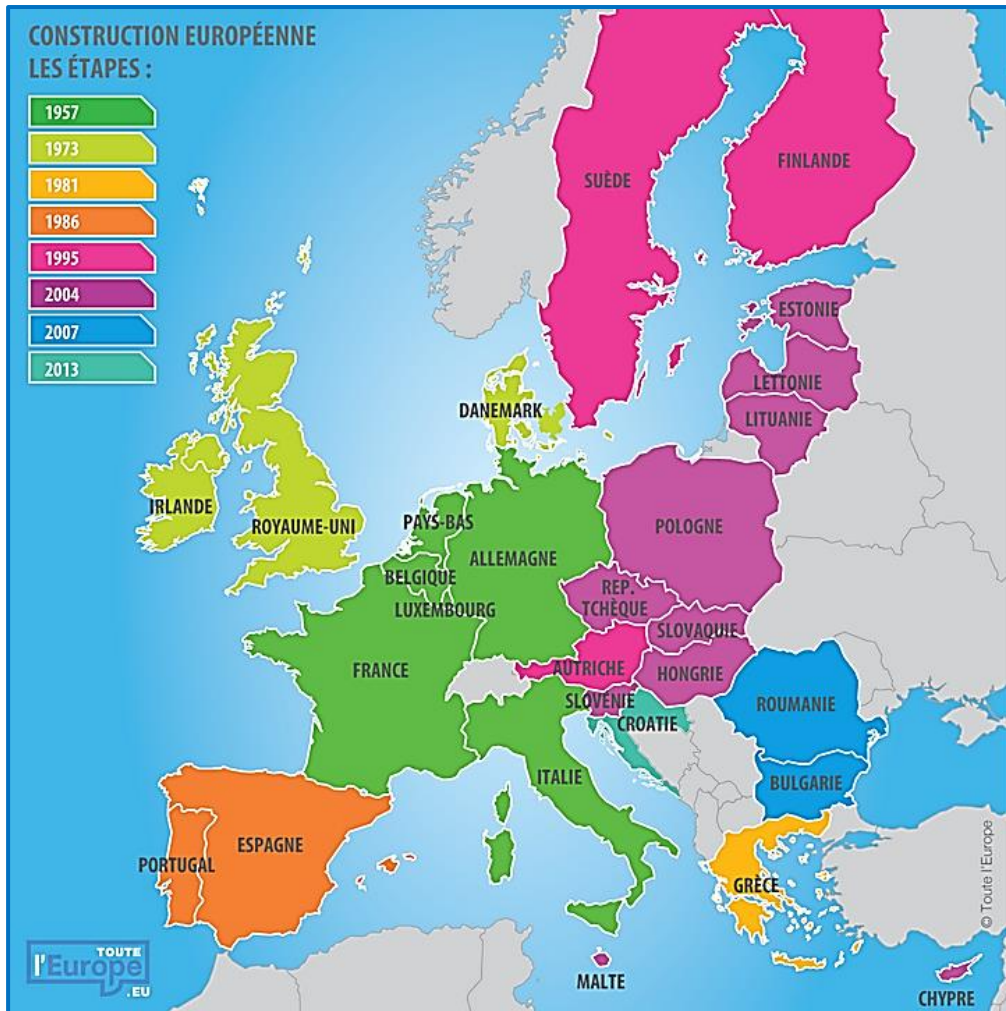 CONSTRUCTION EUROPÉENNE
LES ÉTAPES :
1957
1973
1981
1986
1995
2004
2007
2013
SUÈDE
FINLANDE
ESTONIE
LETTONIE
LITUANIE
DANEMARK
IRLANDE
ROYAUME-UNI
PAYS-BAS
BELGIQUE
LUXEMBOURG
ALLEMAGNE
POLOGNE
REP.
TCHÈQUE
SLOVAQUIE
FRANCE
AUTRICHE
HONGRIE
SLOVÉNIE
CROATIE
ROUMANIE
ITALIE
BULGARIE
PORTUGAL
ESPAGNE
GRÈCE
MALTE
CHYPRE
© Toute l'Europe
TOUTE
l'Europe
.EU